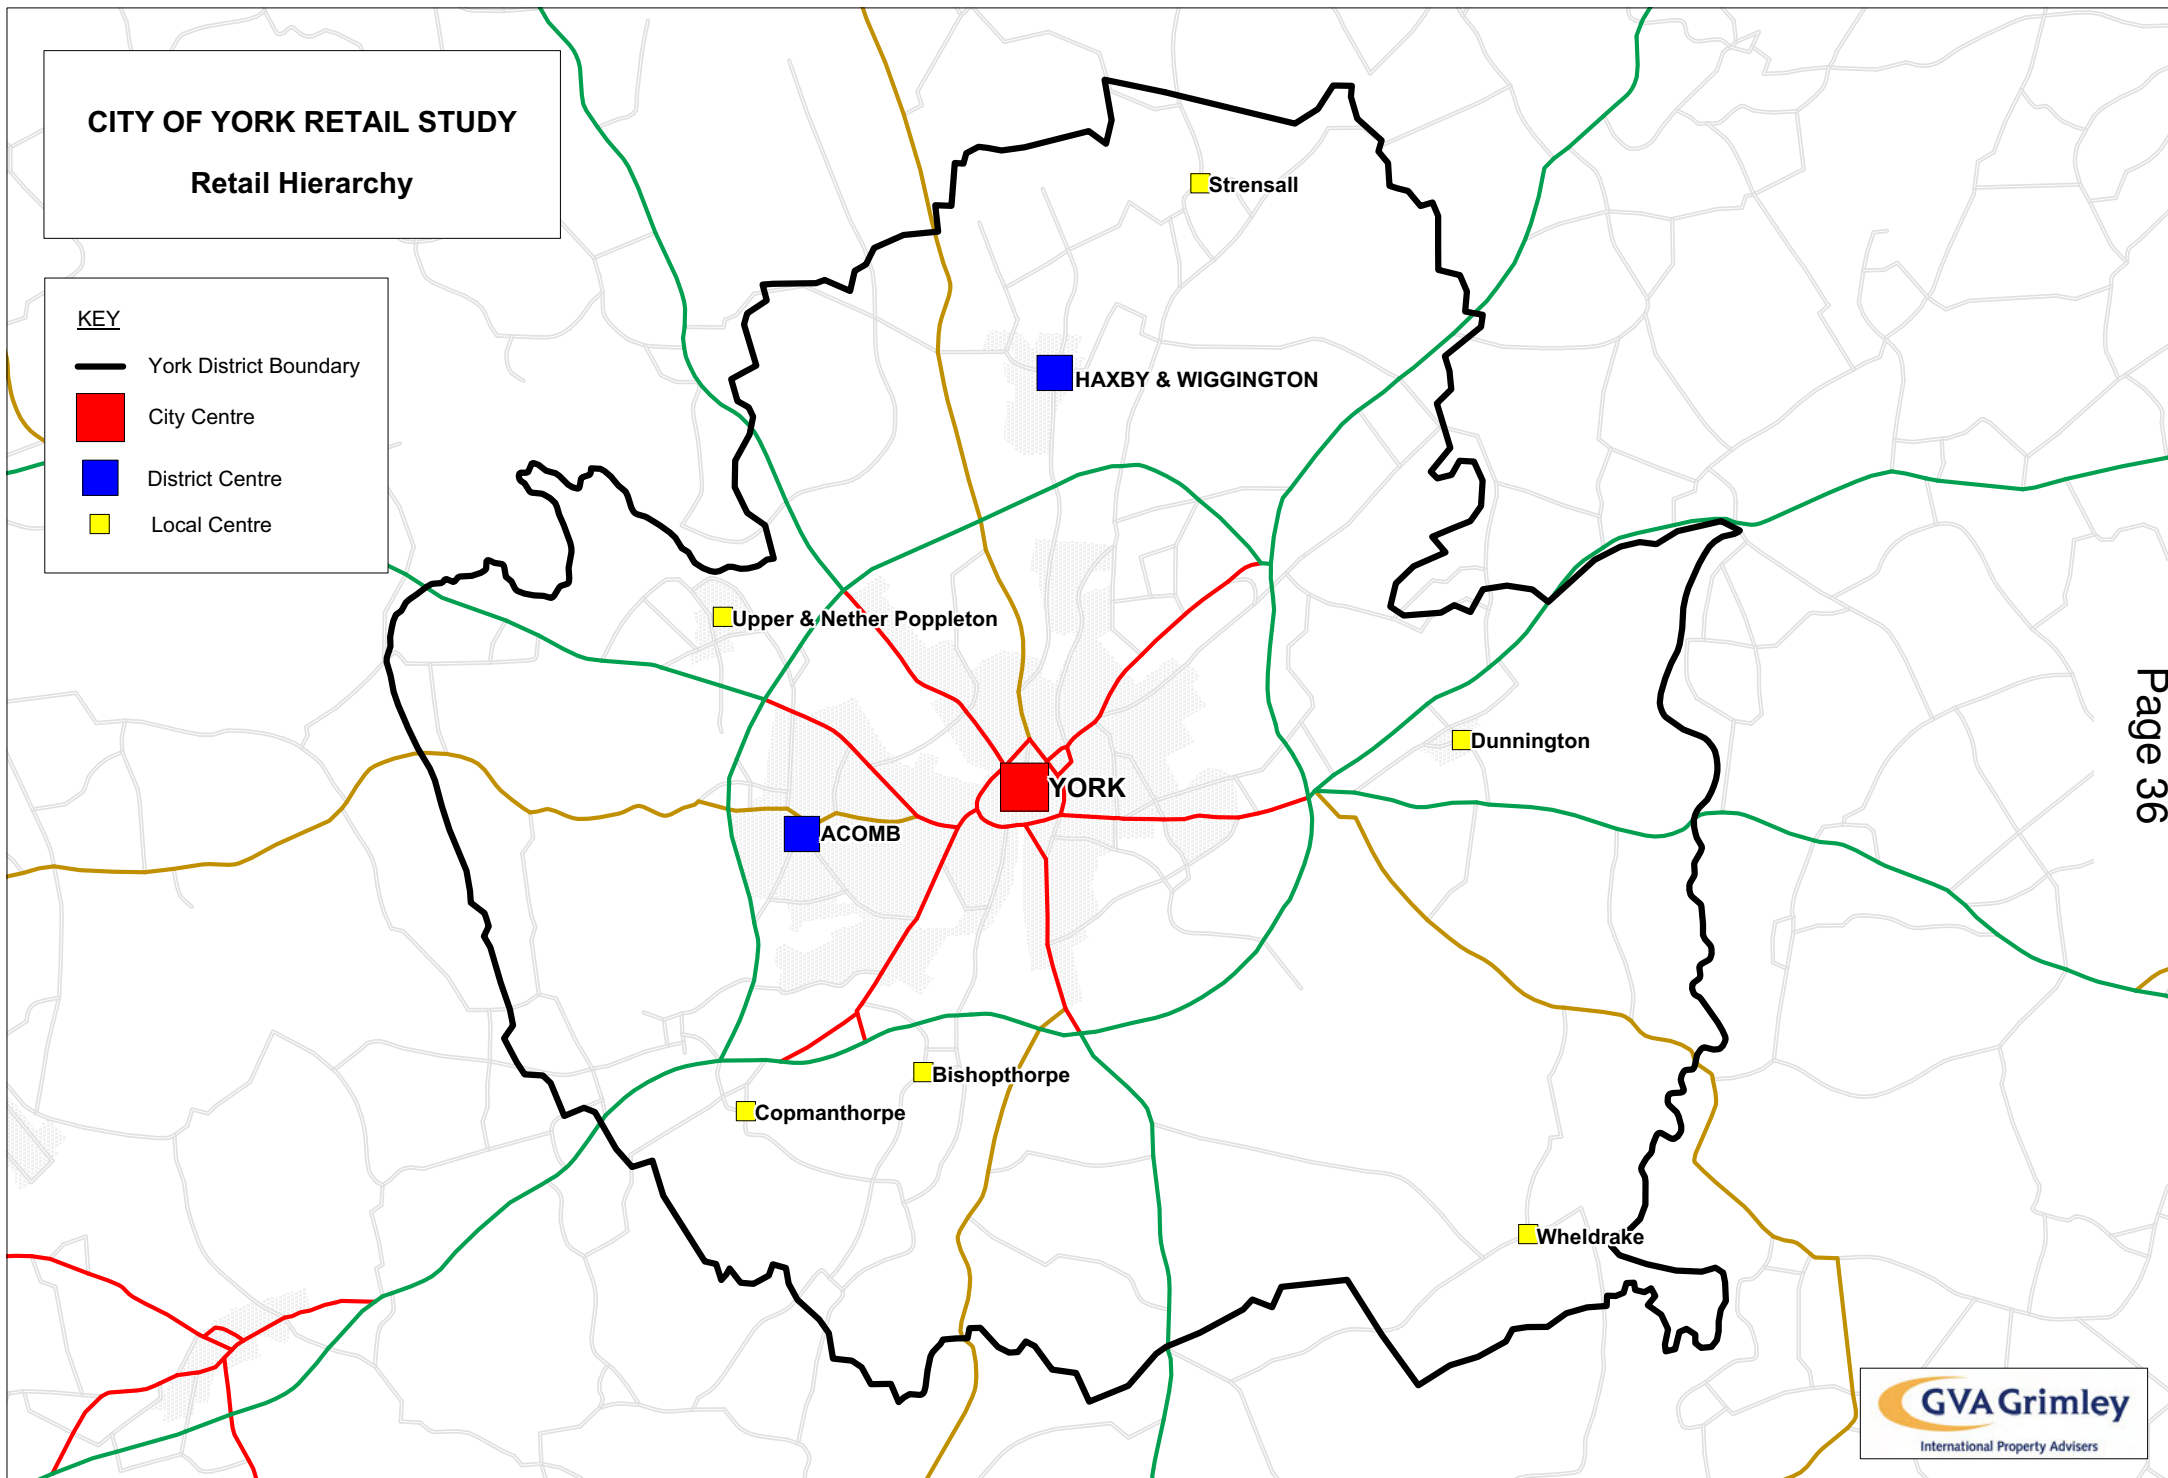 CITY OF YORK RETAIL STUDY
Retail Hierarchy
KEY
York District Boundary
City Centre
District Centre
Local Centre
Strensall
HAXBY & WIGGINGTON
Upper & Nether Poppleton
Dunnington
YORK
ACOMB
Bishopthorpe
Copmanthorpe
Wheldrake
Page 36
GVA Grimley
International Property Advisers